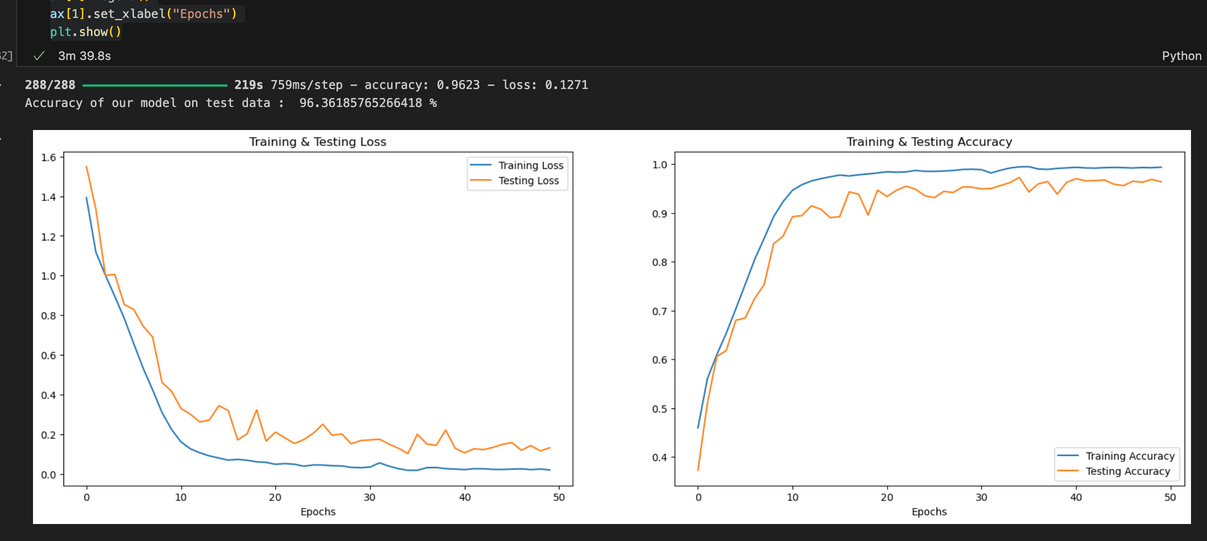 ax[1].set_xlabel("Epochs")
plt.show()
3m 39.8s
Python
288/288 219s 759ms/step - accuracy: 0.9623 - loss: 0.1271
Accuracy of our model on test data : 96.36185765266418 %
Training & Testing Loss
1.6
1.4
1.2
1.0
0.8
0.6
0.4
0.2
0.0
Training Loss
Testing Loss
0 10 20 30 40 50
Epochs
Training & Testing Accuracy
1.0
0.9
0.8
0.7
0.6
0.5
0.4
Training Accuracy
Testing Accuracy
0 10 20 30 40 50
Epochs